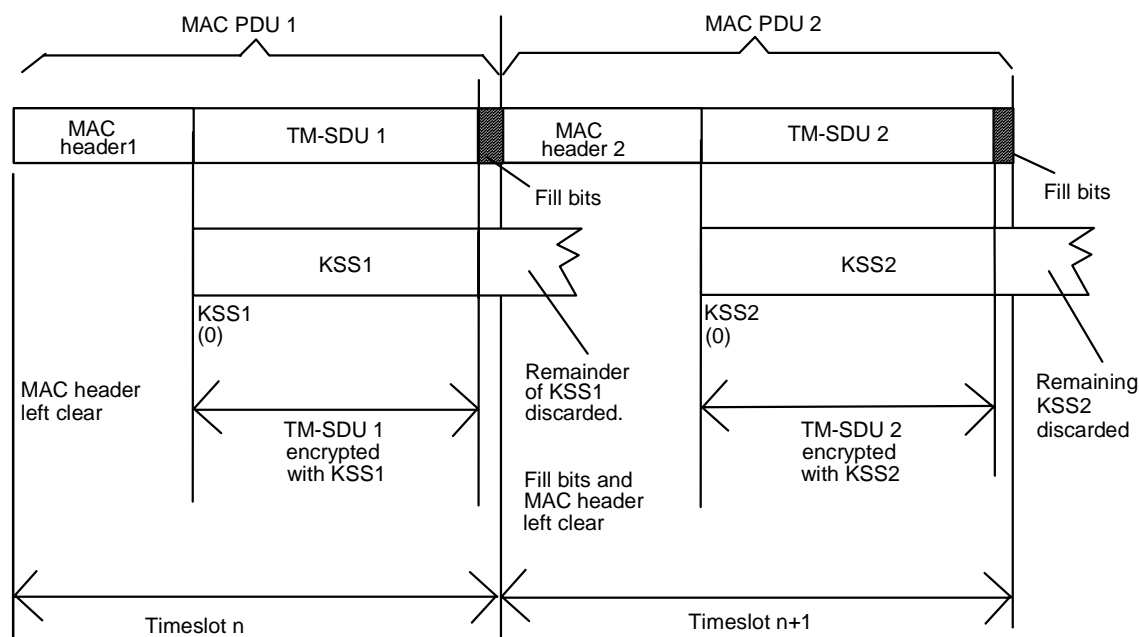 MAC PDU 1
MAC PDU 2
MAC
header1
TM-SDU 1
MAC
header 2
TM-SDU 2
Fill bits
Fill bits
KSS1
KSS2
KSS1
(0)
KSS2
(0)
MAC header
left clear
TM-SDU 1
encrypted
with KSS1
Remainder
of KSS1
discarded.
Fill bits and
MAC header
left clear
TM-SDU 2
encrypted
with KSS2
Remaining
KSS2
discarded
Timeslot n
Timeslot n+1